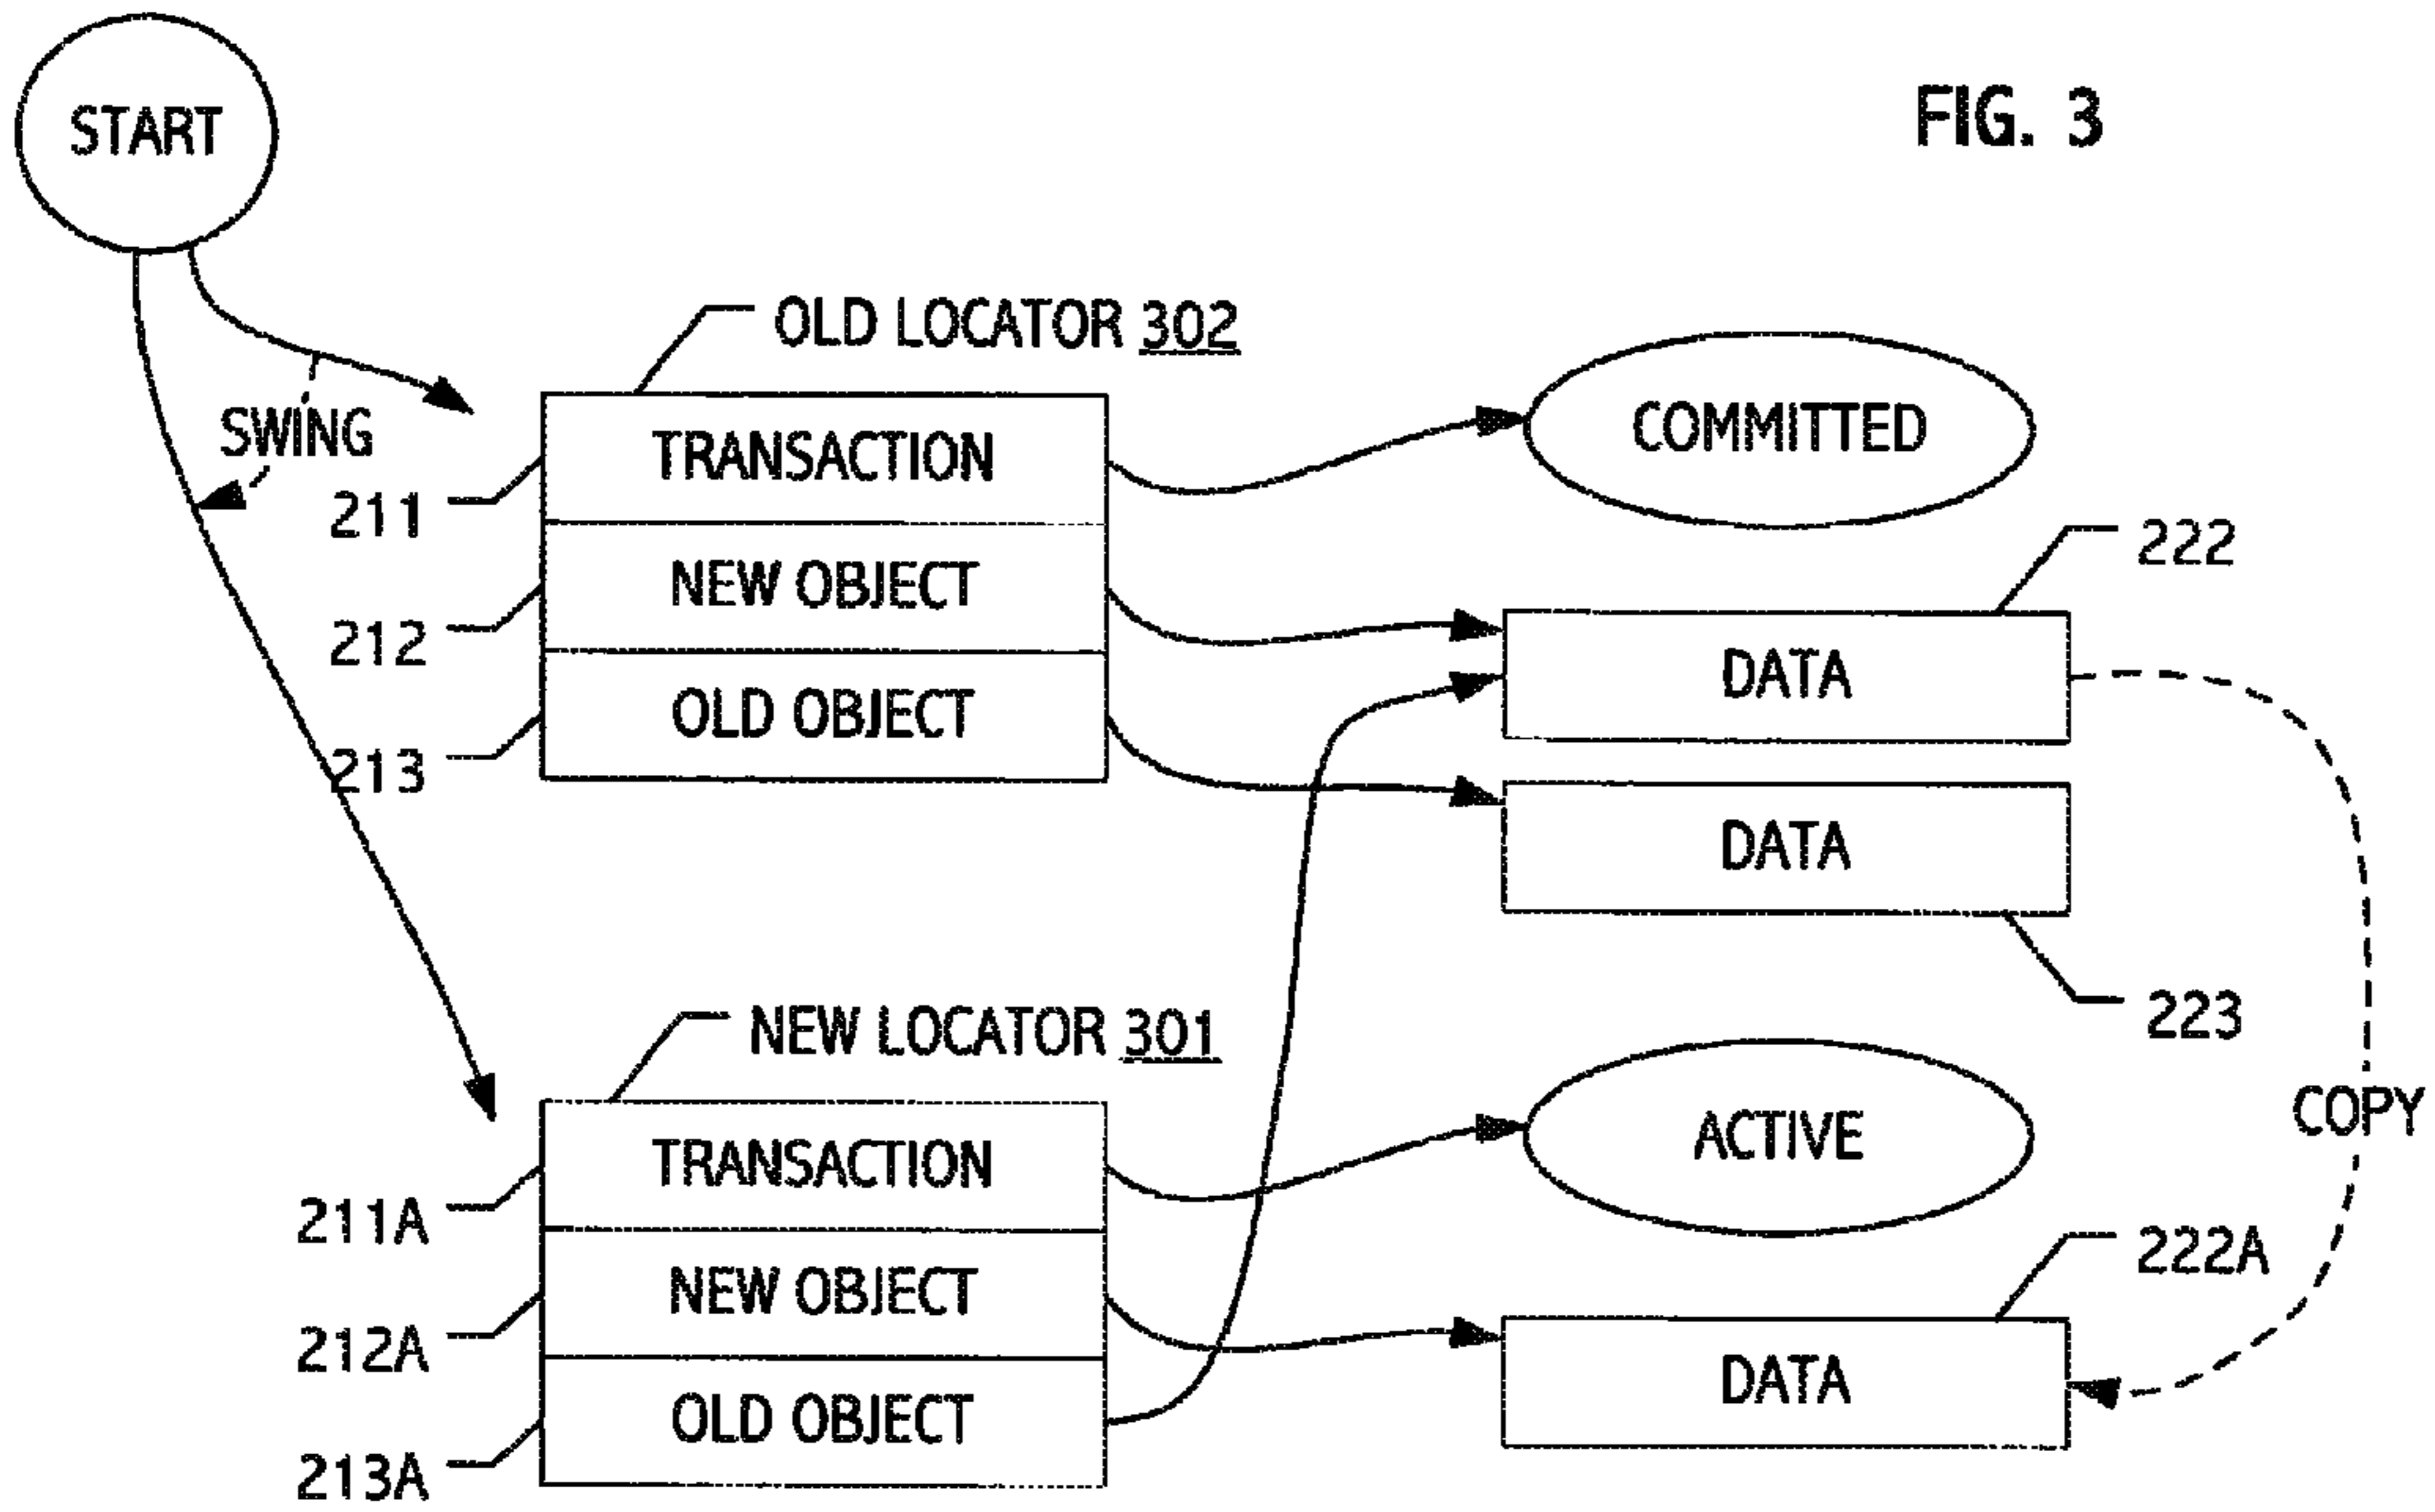 START
FIG. 3
OLD LOCATOR 302
SWING
TRANSACTION
COMMITTED
211
NEW OBJECT
222
212
OLD OBJECT
DATA
213
DATA
223
NEW LOCATOR 301
COPY
TRANSACTION
ACTIVE
211A
NEW OBJECT
222A
212A
OLD OBJECT
DATA
213A